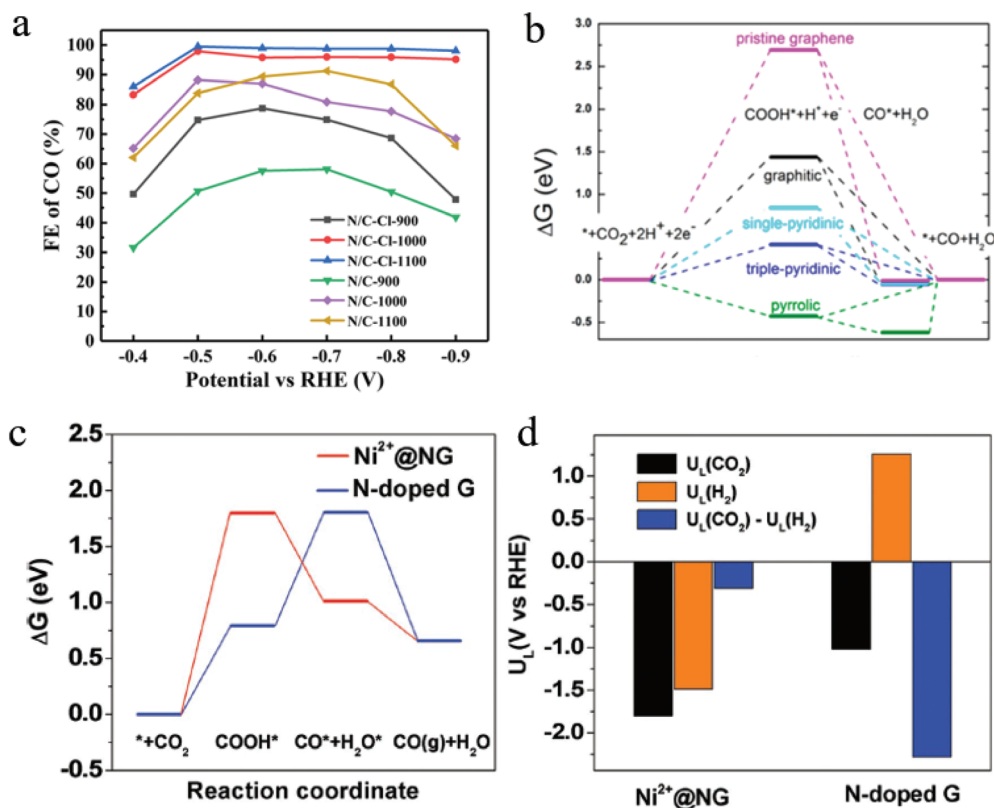 a
FE of CO (%)
100
90
80
70
60
50
40
30
20
10
0
N/C-Cl-900
N/C-Cl-1000
N/C-Cl-1100
N/C-900
N/C-1000
N/C-1100
-0.4
-0.5
-0.6
-0.7
-0.8
-0.9
Potential vs RHE (V)
b
ΔG (eV)
3.0
2.5
2.0
1.5
1.0
0.5
0.0
-0.5
pristine graphene
COOH*+H⁺+e⁻
CO*+H₂O
graphitic
*+CO₂+2H⁺+2e⁻
single-pyridinic
*+CO+H₂O
triple-pyridinic
pyrrolic
c
ΔG (eV)
2.5
2.0
1.5
1.0
0.5
0.0
-0.5
Ni²⁺@NG
N-doped G
*+CO₂
COOH*
CO*+H₂O*
CO(g)+H₂O
Reaction coordinate
d
U_L(V vs RHE)
1.0
0.5
0.0
-0.5
-1.0
-1.5
-2.0
U_L(CO₂)
U_L(H₂)
U_L(CO₂) - U_L(H₂)
Ni²⁺@NG
N-doped G